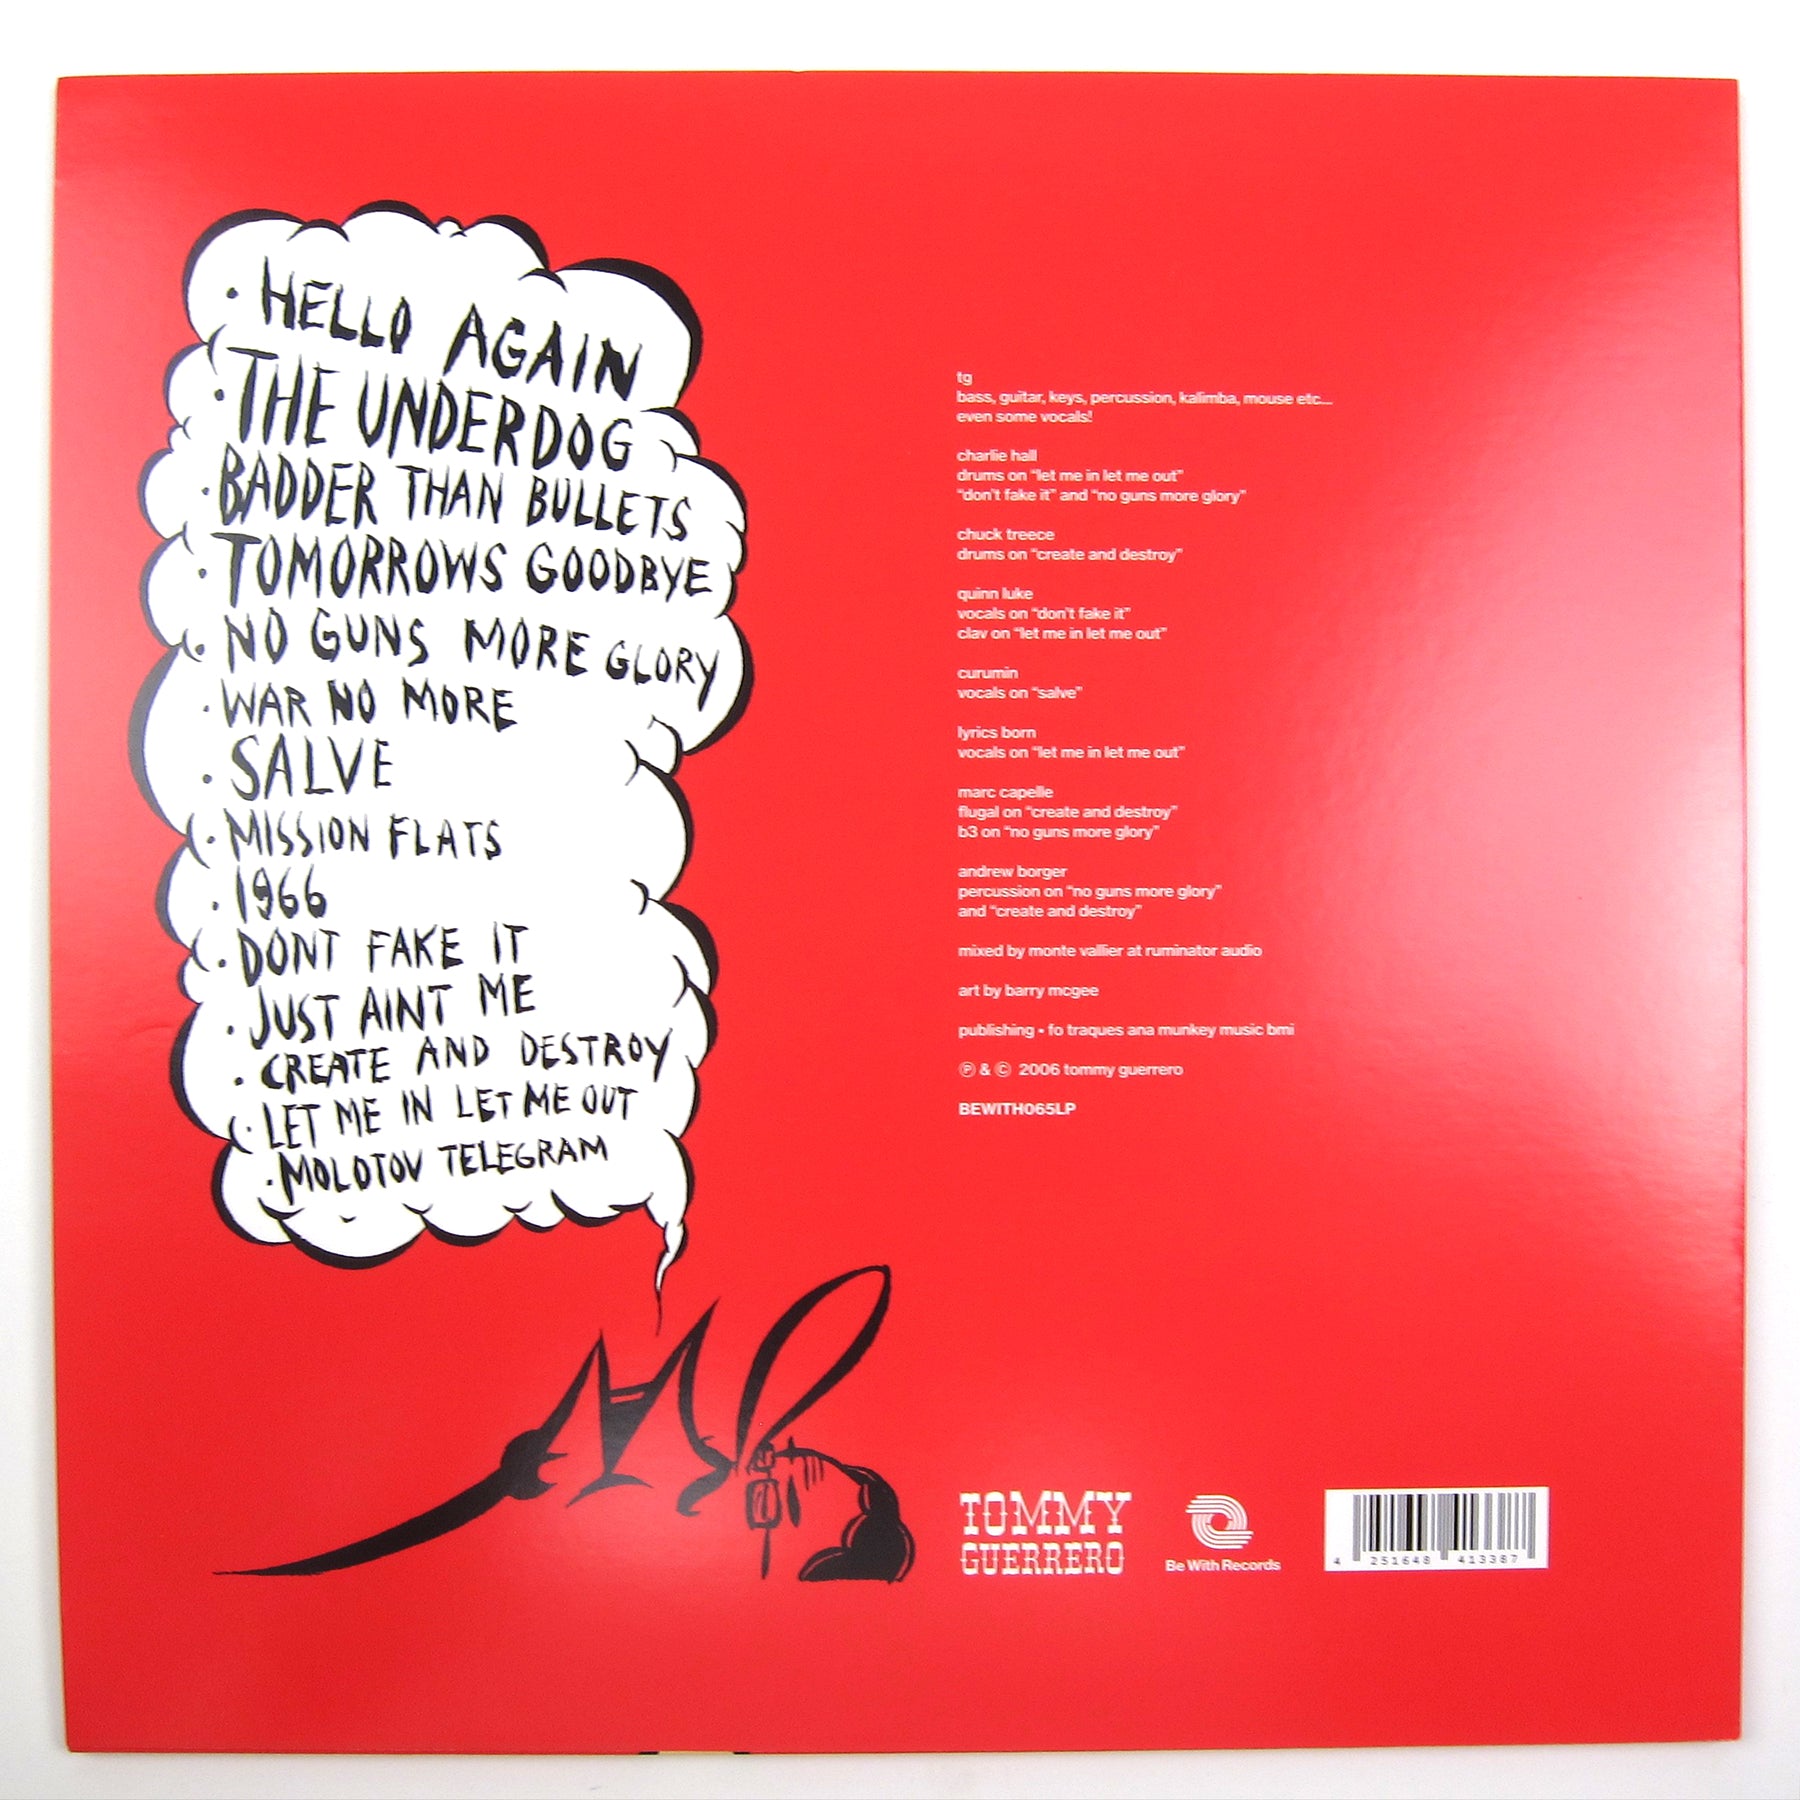 · HELLO AGAIN
· THE UNDERDOG
· BADDER THAN BULLETS
· TOMORROWS GOODBYE
· NO GUNS MORE GLORY
· WAR NO MORE
· SALVE
· MISSION FLATS
· 1966
· DONT FAKE IT
· JUST AINT ME
· CREATE AND DESTROY
· LET ME IN LET ME OUT
· MOLOTOV TELEGRAM
tg
bass, guitar, keys, percussion, kalimba, mouse etc...
even some vocals!
charlie hall
drums on “let me in let me out”
“don’t fake it” and “no guns more glory”
chuck treece
drums on “create and destroy”
quinn luke
vocals on “don’t fake it”
clav on “let me in let me out”
curumin
vocals on “salve”
lyrics born
vocals on “let me in let me out”
marc capelle
flugal on “create and destroy”
b3 on “no guns more glory”
andrew borger
percussion on “no guns more glory”
and “create and destroy”
mixed by monte vallier at ruminator audio
art by barry mcgee
publishing • fo traques ana munkey music bmi
℗ & © 2006 tommy guerrero
BEWITH065LP
TOMMY
GUERRERO
Be With Records
4 251648 413387